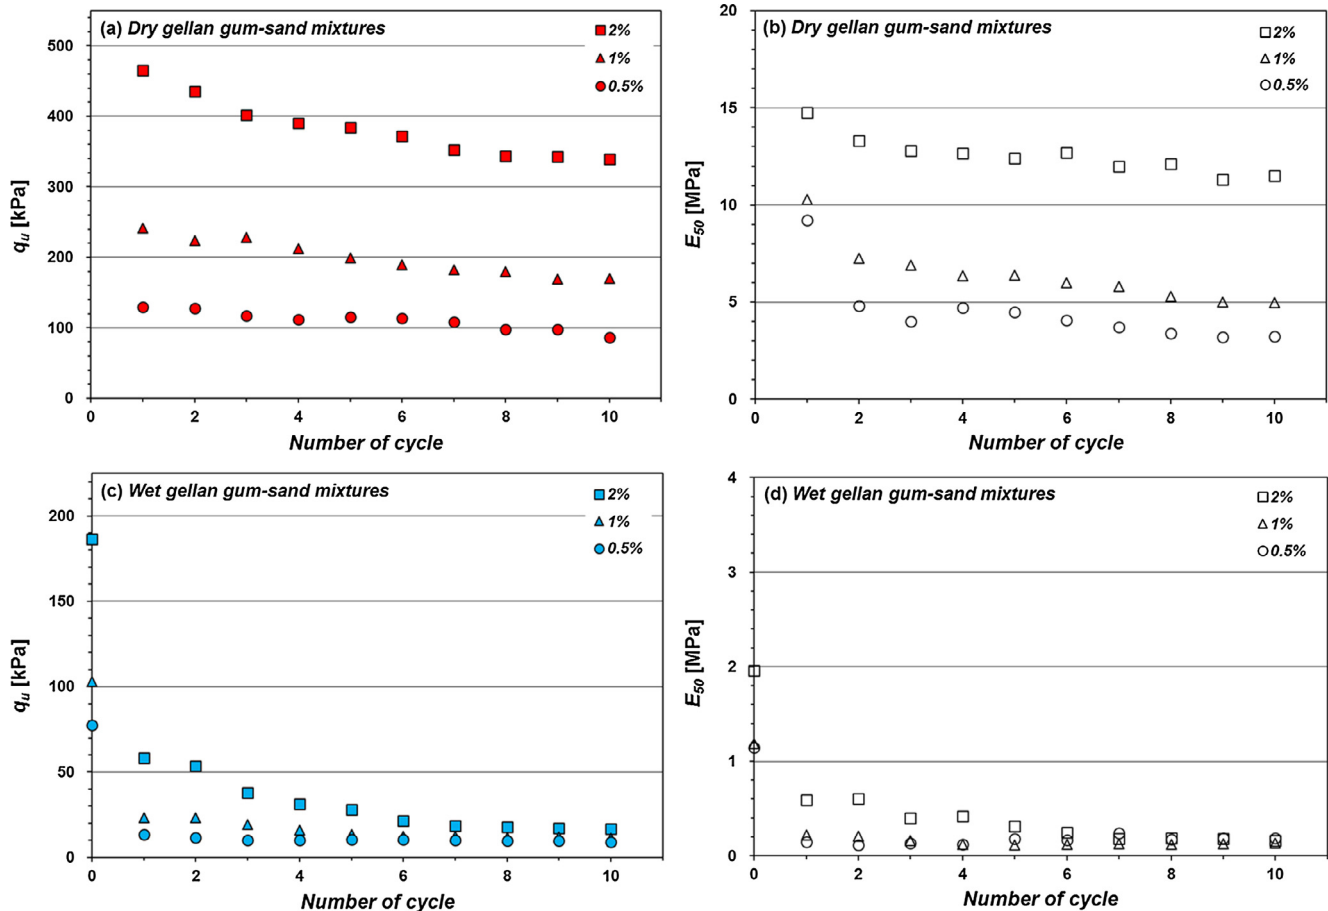 (a) Dry gellan gum-sand mixtures
2%
1%
0.5%
500
400
300
200
100
0
qu [kPa]
0 2 4 6 8 10
Number of cycle
(b) Dry gellan gum-sand mixtures
2%
1%
0.5%
20
15
10
5
0
E50 [MPa]
0 2 4 6 8 10
Number of cycle
(c) Wet gellan gum-sand mixtures
2%
1%
0.5%
200
150
100
50
0
qu [kPa]
0 2 4 6 8 10
Number of cycle
(d) Wet gellan gum-sand mixtures
2%
1%
0.5%
4
3
2
1
0
E50 [MPa]
0 2 4 6 8 10
Number of cycle